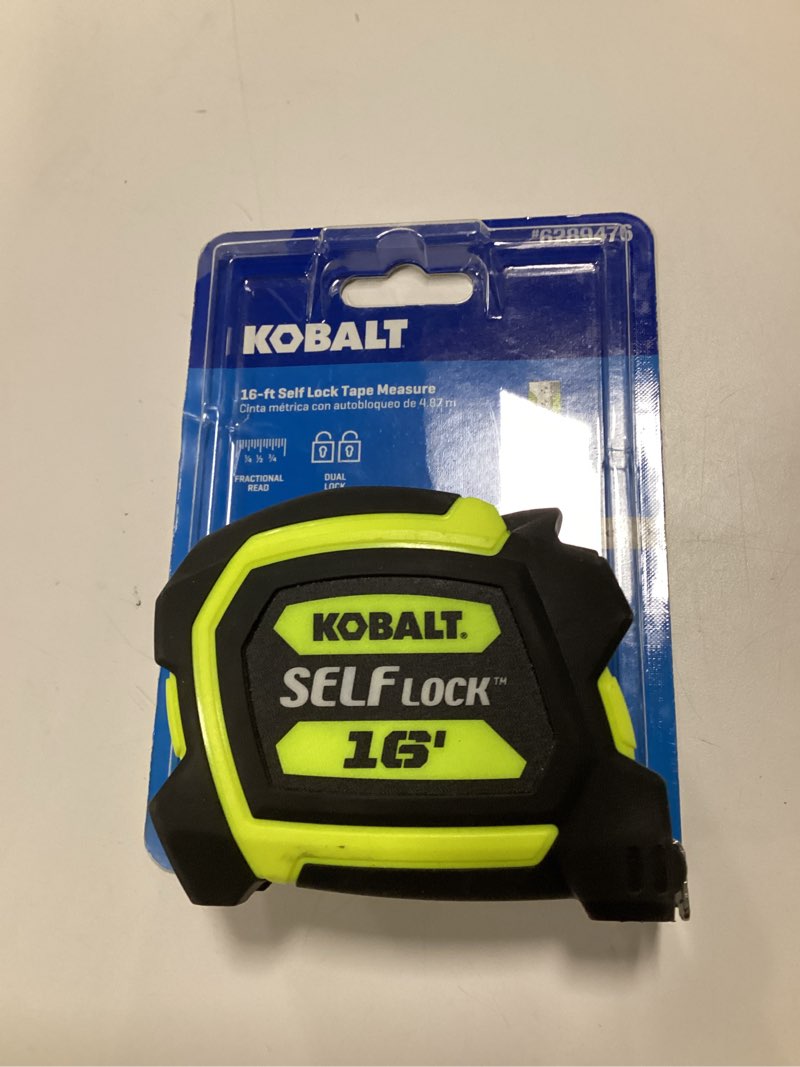 #6289476
KOBALT
16-ft Self Lock Tape Measure
Cinta métrica con autobloqueo de 4.87 m
¼ ½ ¾
FRACTIONAL
READ
DUAL
LOCK
KOBALT®
SELF LOCK™
16'